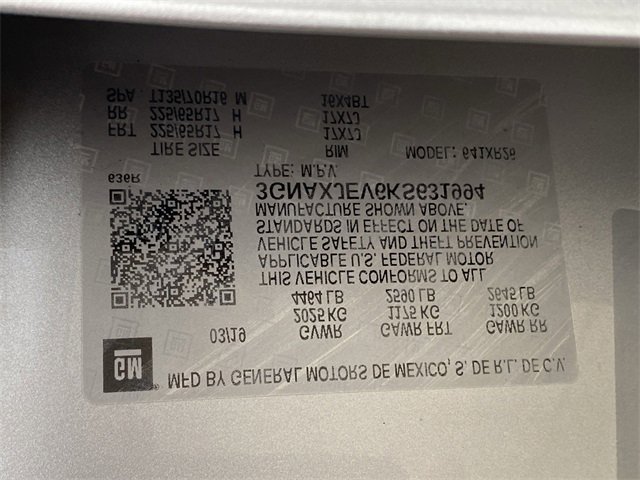 GM
MFD BY GENERAL MOTORS DE MEXICO, S. DE R.L. DE C.V.
03/19 GVWR GAWR FRT GAWR RR
2025 KG 1175 KG 1200 KG
4464 LB 2590 LB 2645 LB
THIS VEHICLE CONFORMS TO ALL
APPLICABLE U.S. FEDERAL MOTOR
VEHICLE SAFETY AND THEFT PREVENTION
STANDARDS IN EFFECT ON THE DATE OF
MANUFACTURE SHOWN ABOVE.
3GNAXJEV6KS631994
636R TYPE: M.P.V.
TIRE SIZE RIM MODEL: 641XR26
FRT 225/65R17 H 17X7J
RR 225/65R17 H 17X7J
SPA T135/70R16 M 16X4BT